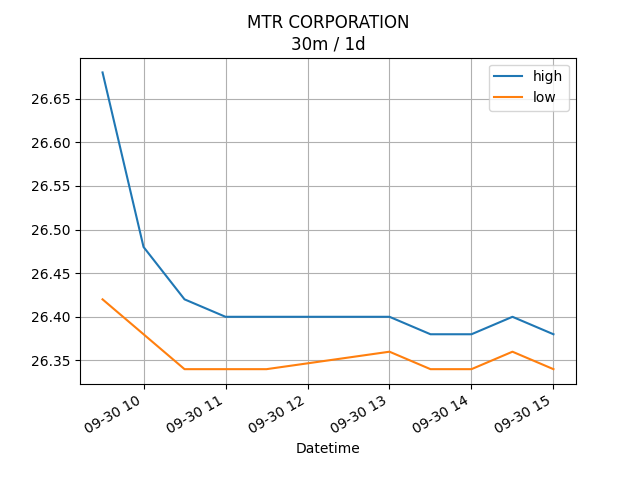 MTR CORPORATION
30m / 1d
high
low
26.65
26.60
26.55
26.50
26.45
26.40
26.35
09-30 10
09-30 11
09-30 12
09-30 13
09-30 14
09-30 15
Datetime